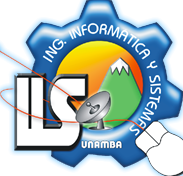 ING. INFORMATICA Y SISTEMAS
IIS
UNAMBA